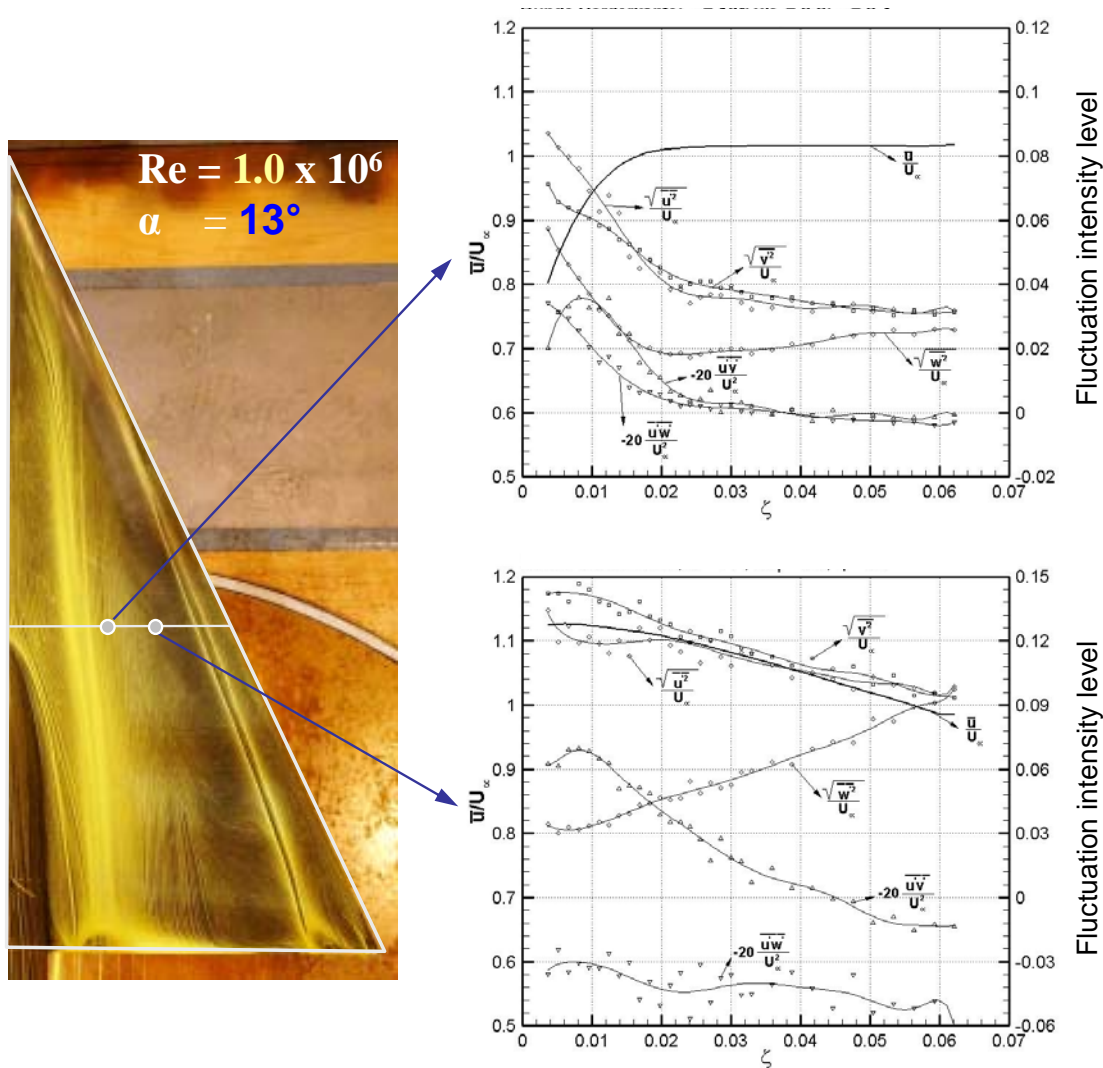 Re = 1.0 x 10⁶
α = 13°
1.2
1.1
1
0.9
0.8
0.7
0.6
0.5
u̅/U∝
0.12
0.1
0.08
0.06
0.04
0.02
0
-0.02
Fluctuation intensity level
u̅/U∝
√u'²/U∝
√v'²/U∝
√w'²/U∝
-20 u'v'/U²∝
-20 u'w'/U²∝
0 0.01 0.02 0.03 0.04 0.05 0.06 0.07
ζ
1.2
1.1
1
0.9
0.8
0.7
0.6
0.5
u̅/U∝
0.15
0.12
0.09
0.06
0.03
0
-0.03
-0.06
Fluctuation intensity level
√v'²/U∝
√u'²/U∝
u̅/U∝
√w'²/U∝
-20 u'v'/U²∝
-20 u'w'/U²∝
0 0.01 0.02 0.03 0.04 0.05 0.06 0.07
ζ